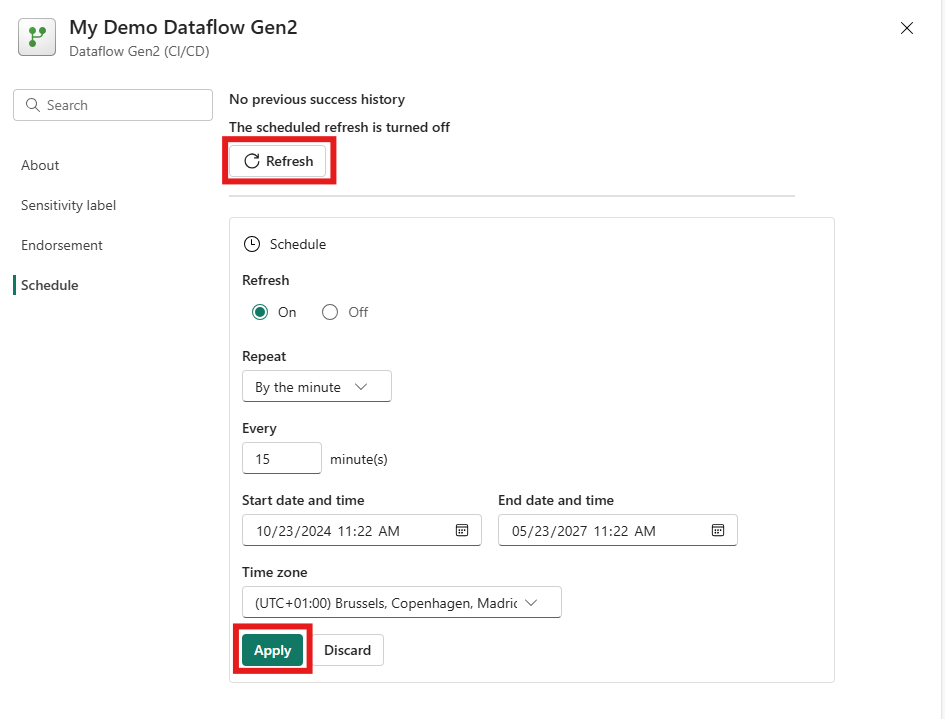 My Demo Dataflow Gen2
Dataflow Gen2 (CI/CD)
Search
About
Sensitivity label
Endorsement
Schedule
No previous success history
The scheduled refresh is turned off
Refresh
Schedule
Refresh
On Off
Repeat
By the minute
Every
15 minute(s)
Start date and time End date and time
10/23/2024 11:22 AM 05/23/2027 11:22 AM
Time zone
(UTC+01:00) Brussels, Copenhagen, Madric
Apply Discard